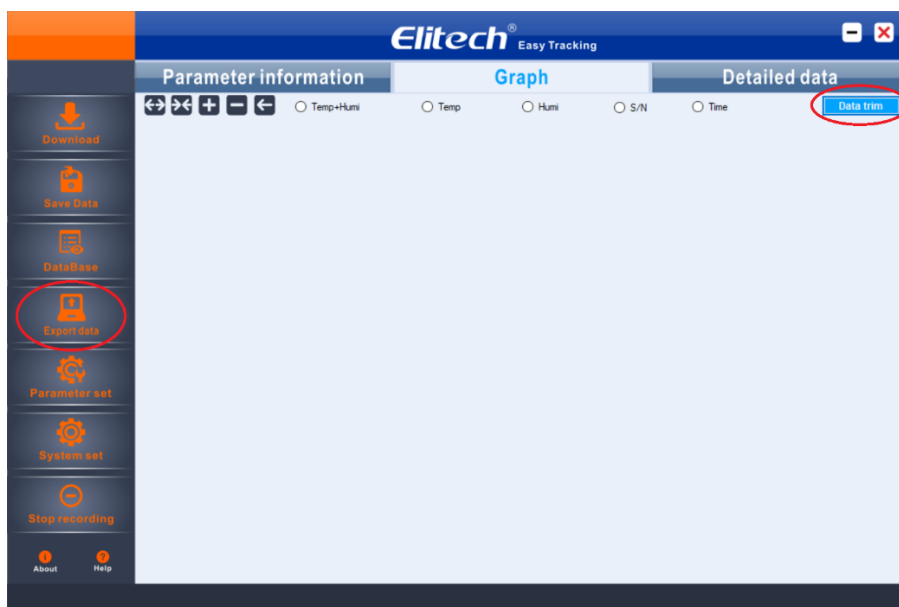 Elitech® Easy Tracking
Parameter information Graph Detailed data
Temp+Humi Temp Humi S/N Time Data trim
Download
Save Data
DataBase
Export data
Parameter set
System set
Stop recording
About Help